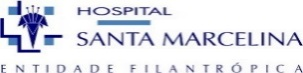 HOSPITAL
SANTA MARCELINA
ENTIDADE FILANTRÓPICA